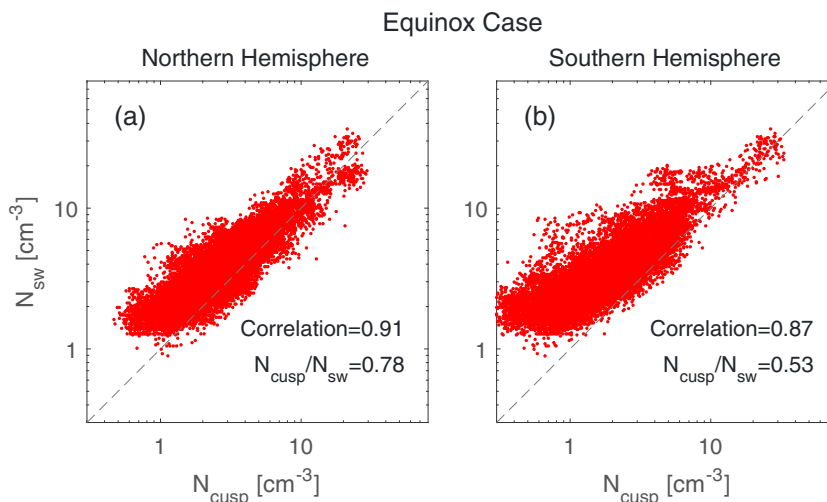 Equinox Case
Northern Hemisphere
Southern Hemisphere
(a)
(b)
N_sw [cm^-3]
10
1
10
1
Correlation=0.91
N_cusp/N_sw=0.78
Correlation=0.87
N_cusp/N_sw=0.53
1
10
1
10
N_cusp [cm^-3]
N_cusp [cm^-3]